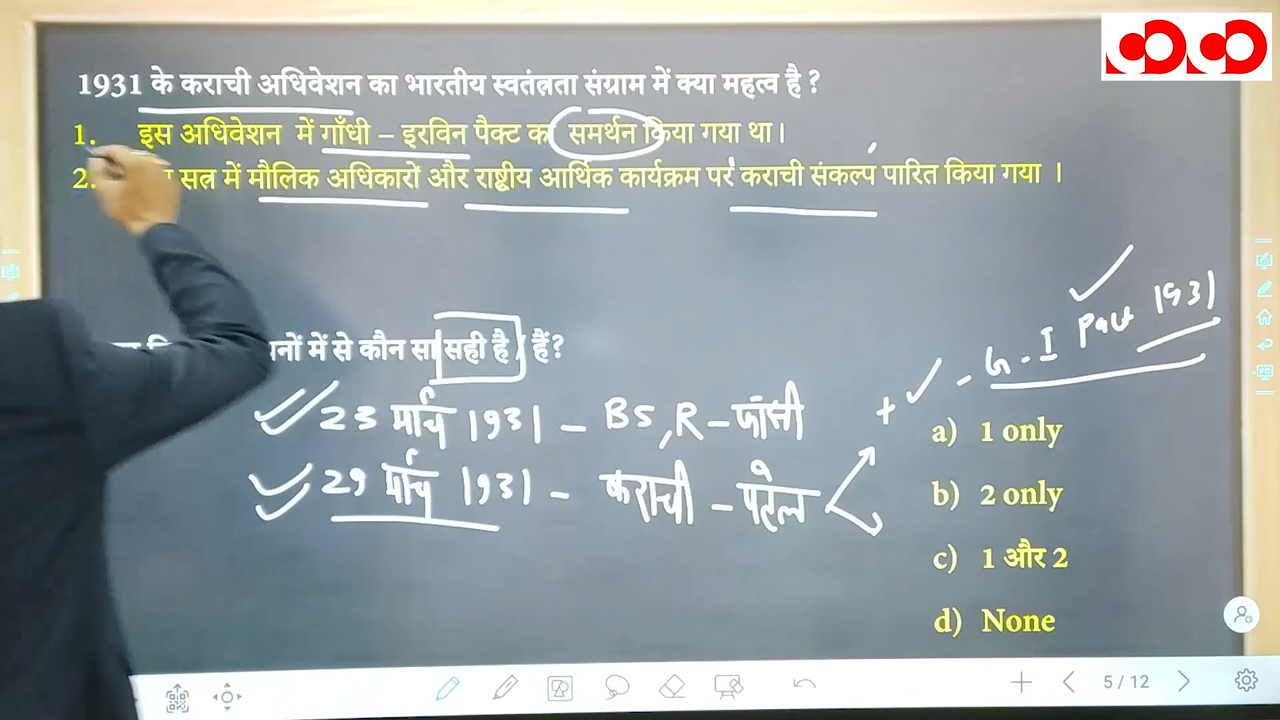 1931 के कराची अधिवेशन का भारतीय स्वतंत्रता संग्राम में क्या महत्व है ?
1. इस अधिवेशन में गाँधी – इरविन पैक्ट का समर्थन किया गया था।
2. सत्र में मौलिक अधिकारों और राष्ट्रीय आर्थिक कार्यक्रम पर कराची संकल्प पारित किया गया ।
में से कौन सा सही है / हैं?
- G.I Pact 1931
23 मार्च 1931 – BS, R – फाँसी
29 मार्च 1931 – कराची – पटेल
+
a) 1 only
b) 2 only
c) 1 और 2
d) None
5 / 12